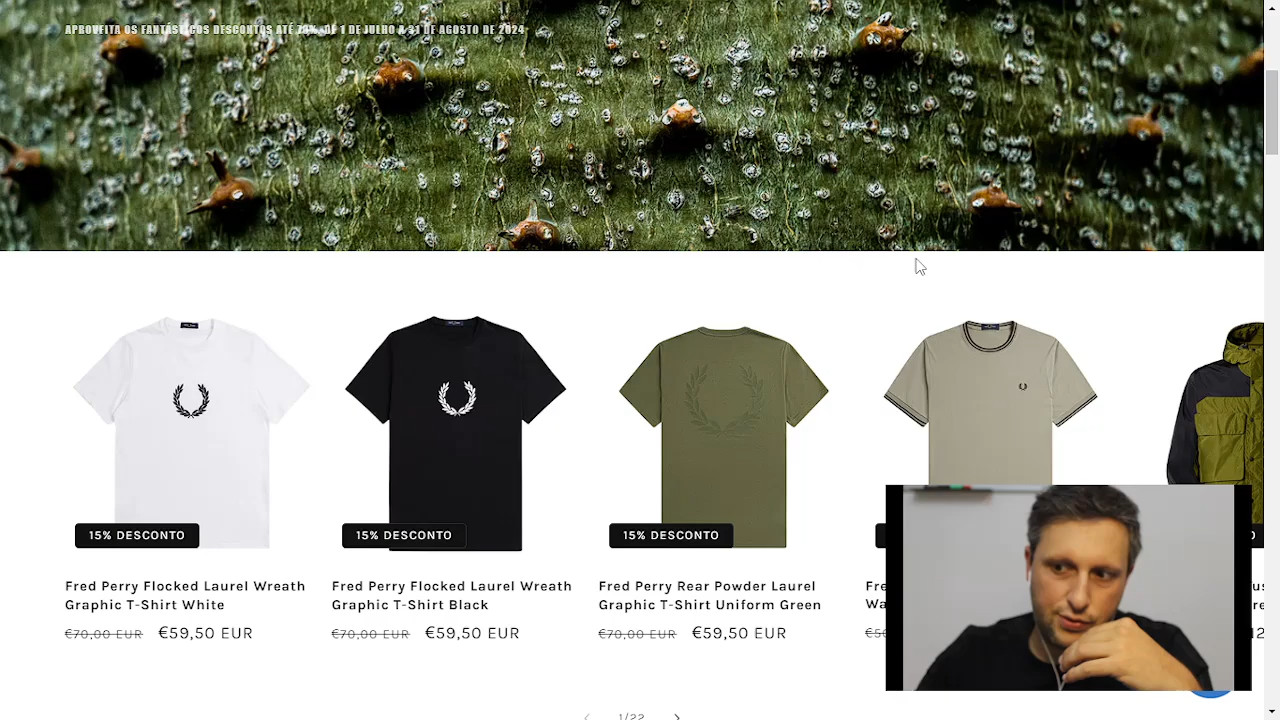 APROVEITA OS FANTÁSTICOS DESCONTOS ATÉ 70%, DE 1 DE JULHO A 31 DE AGOSTO DE 2024
15% DESCONTO
15% DESCONTO
15% DESCONTO
Fred Perry Flocked Laurel Wreath
Graphic T-Shirt White
€70,00 EUR €59,50 EUR
Fred Perry Flocked Laurel Wreath
Graphic T-Shirt Black
€70,00 EUR €59,50 EUR
Fred Perry Rear Powder Laurel
Graphic T-Shirt Uniform Green
€70,00 EUR €59,50 EUR
1/22